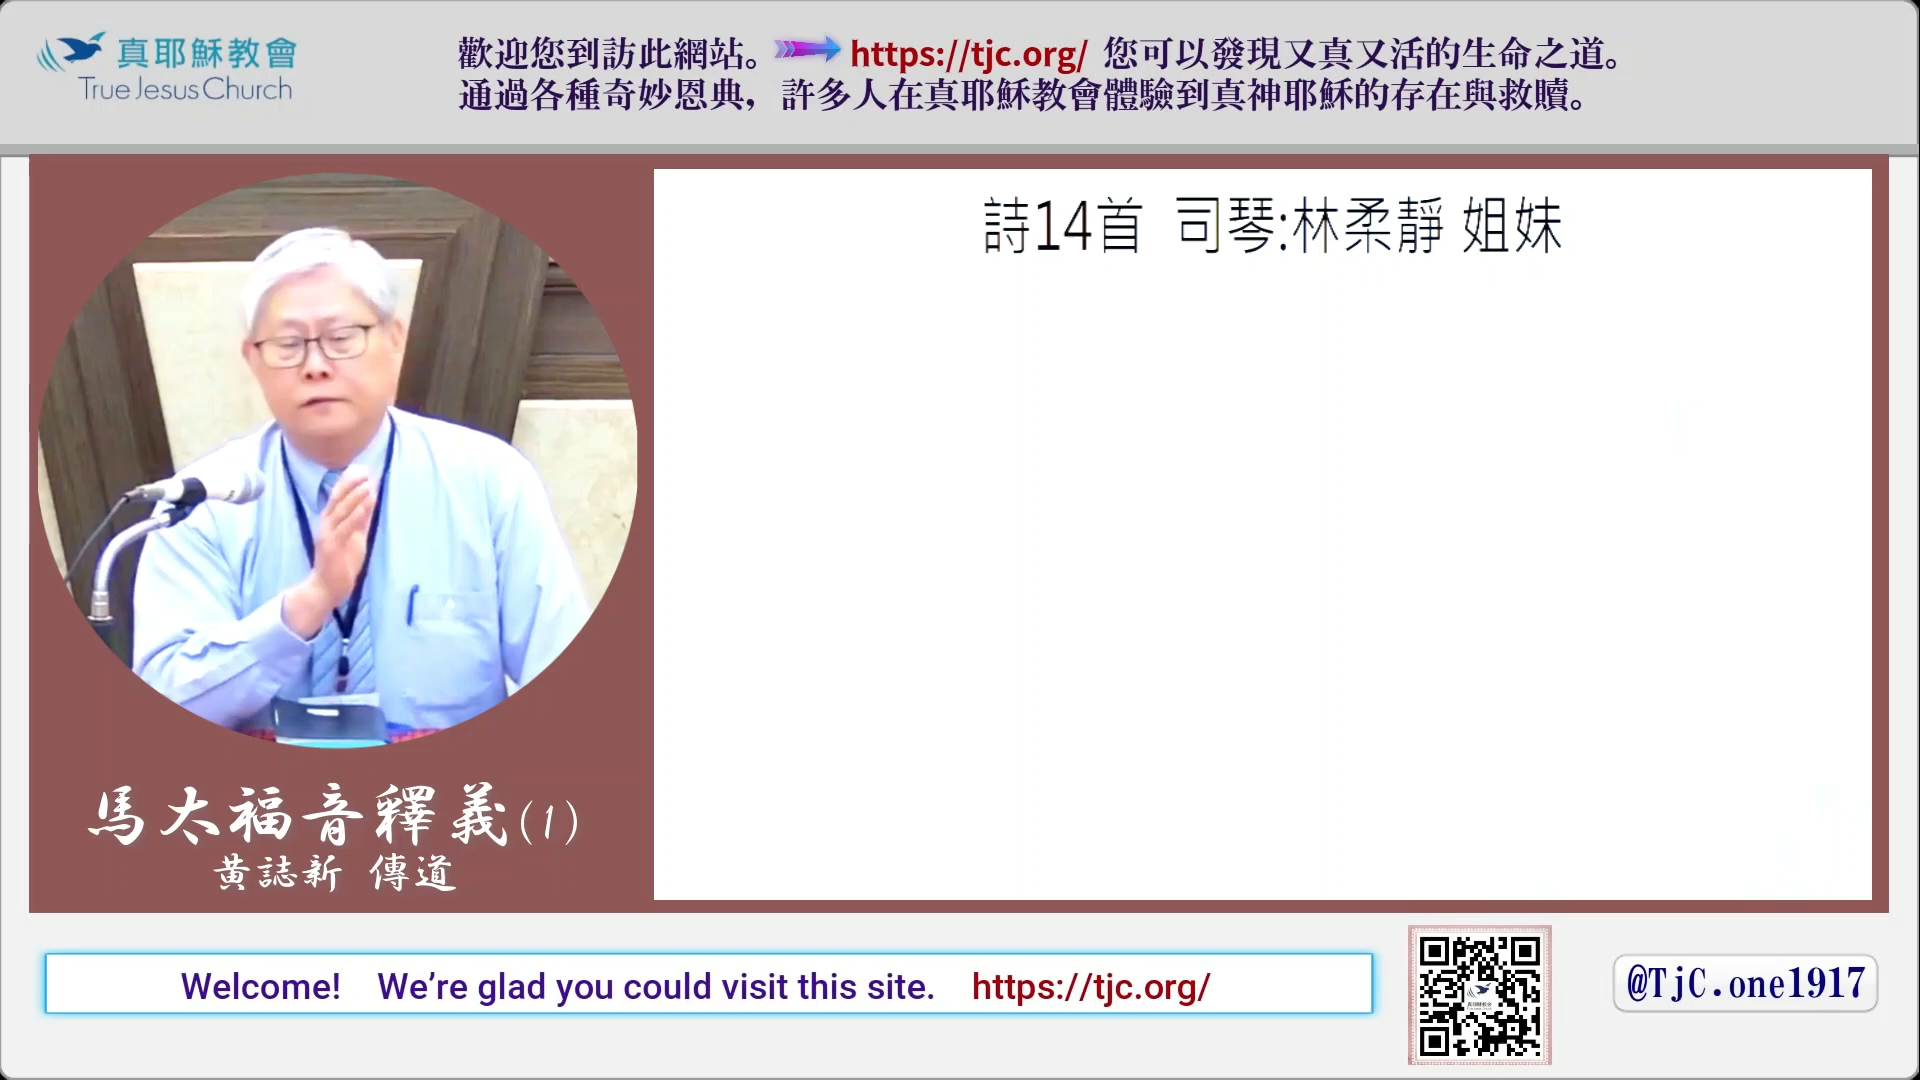 真耶穌教會
True Jesus Church
歡迎您到訪此網站。 https://tjc.org/ 您可以發現又真又活的生命之道。
通過各種奇妙恩典，許多人在真耶穌教會體驗到真神耶穌的存在與救贖。
詩14首 司琴:林柔靜 姐妹
馬太福音釋義(1)
黄誌新 傳道
Welcome! We’re glad you could visit this site. https://tjc.org/
@TjC.one1917